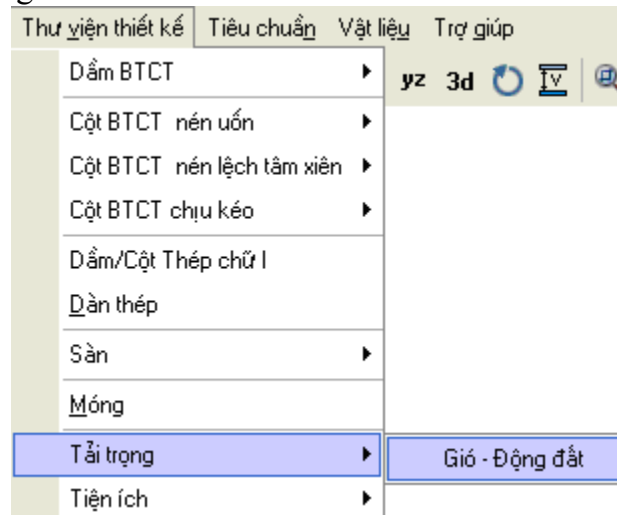 Thư viện thiết kế Tiêu chuẩn Vật liệu Trợ giúp
yz 3d
Dầm BTCT
Cột BTCT nén uốn
Cột BTCT nén lệch tâm xiên
Cột BTCT chịu kéo
Dầm/Cột Thép chữ I
Dàn thép
Sàn
Móng
Tải trọng
Gió - Động đất
Tiện ích